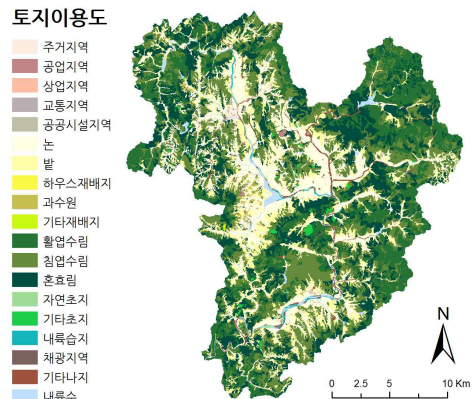 토지이용도
주거지역
공업지역
상업지역
교통지역
공공시설지역
논
밭
하우스재배지
과수원
기타재배지
활엽수림
침엽수림
혼효림
자연초지
기타초지
내륙습지
채광지역
기타나지
내륙수
N
0 2.5 5 10 Km